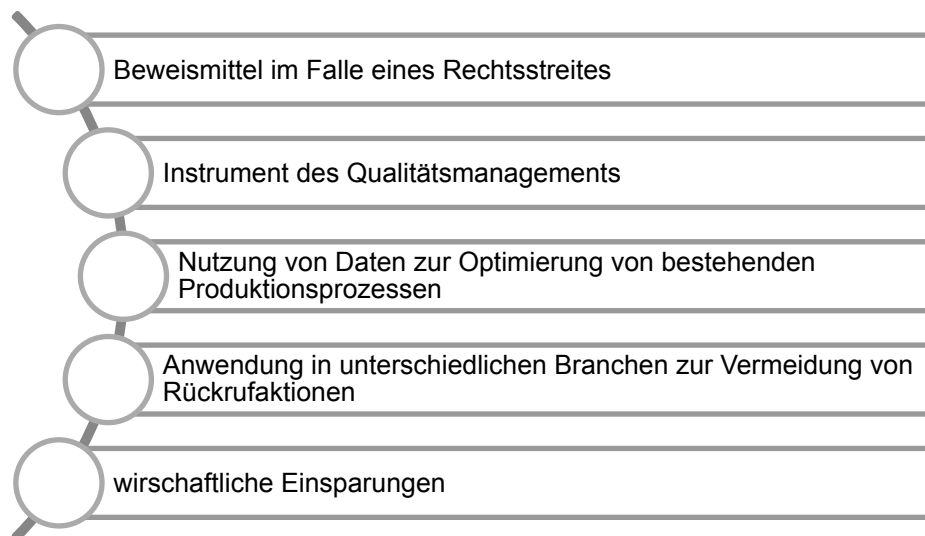 Beweismittel im Falle eines Rechtsstreites
Instrument des Qualitätsmanagements
Nutzung von Daten zur Optimierung von bestehenden
Produktionsprozessen
Anwendung in unterschiedlichen Branchen zur Vermeidung von
Rückrufaktionen
wirschaftliche Einsparungen